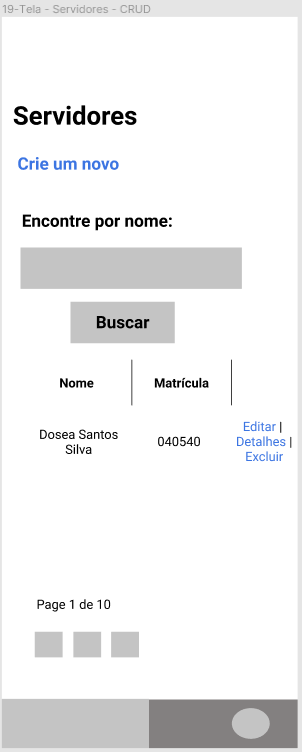 19-Tela - Servidores - CRUD
Servidores
Crie um novo
Encontre por nome:
Buscar
Nome Matrícula
Dosea Santos
Silva
040540
Editar |
Detalhes |
Excluir
Page 1 de 10